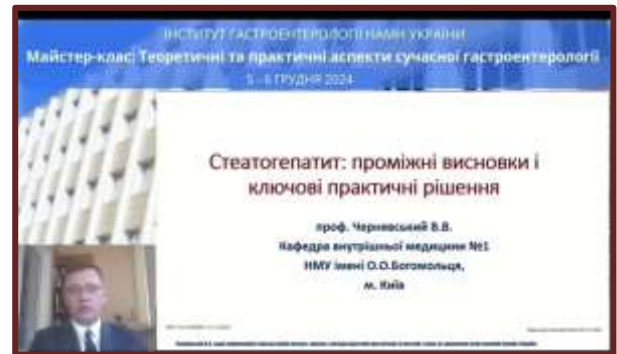 ІНСТИТУТ ГАСТРОЕНТЕРОЛОГІЇ НАМН УКРАЇНИ
Майстер-клас: Теоретичні та практичні аспекти сучасної гастроентерології
5 - 6 ГРУДНЯ 2024
Стеатогепатит: проміжні висновки і
ключові практичні рішення
проф. Чернявський В.В.
Кафедра внутрішньої медицини №1
НМУ імені О.О.Богомольця,
м. Київ